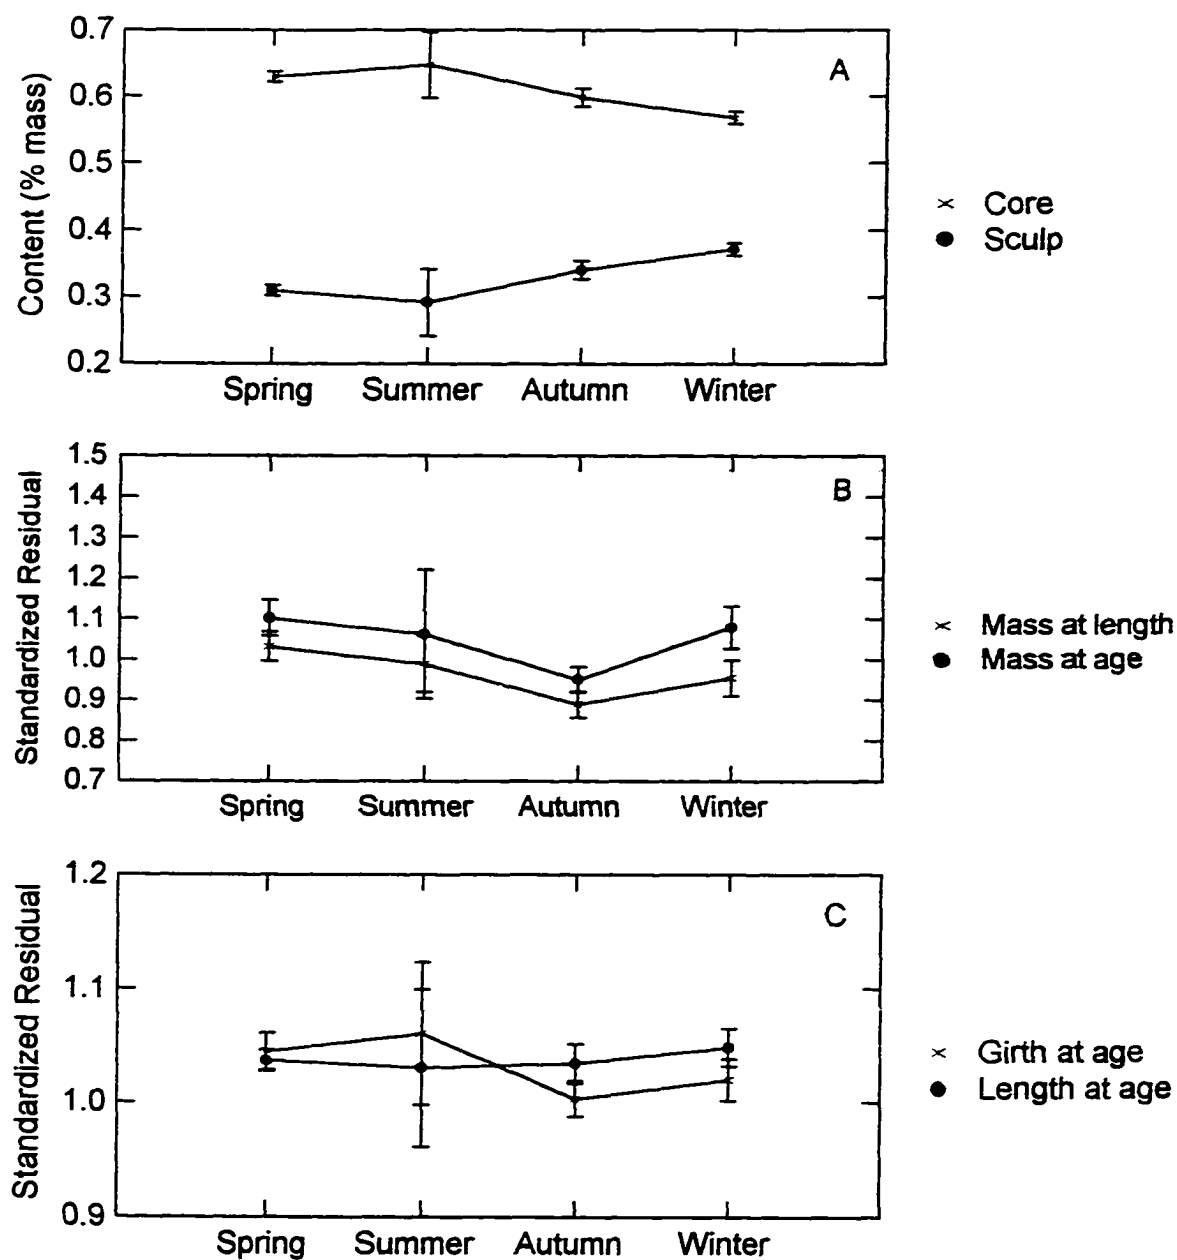 A
Content (% mass)
0.7
0.6
0.5
0.4
0.3
0.2
Spring Summer Autumn Winter
Core
Sculp
B
Standardized Residual
1.5
1.4
1.3
1.2
1.1
1.0
0.9
0.8
0.7
Spring Summer Autumn Winter
Mass at length
Mass at age
C
Standardized Residual
1.2
1.1
1.0
0.9
Spring Summer Autumn Winter
Girth at age
Length at age